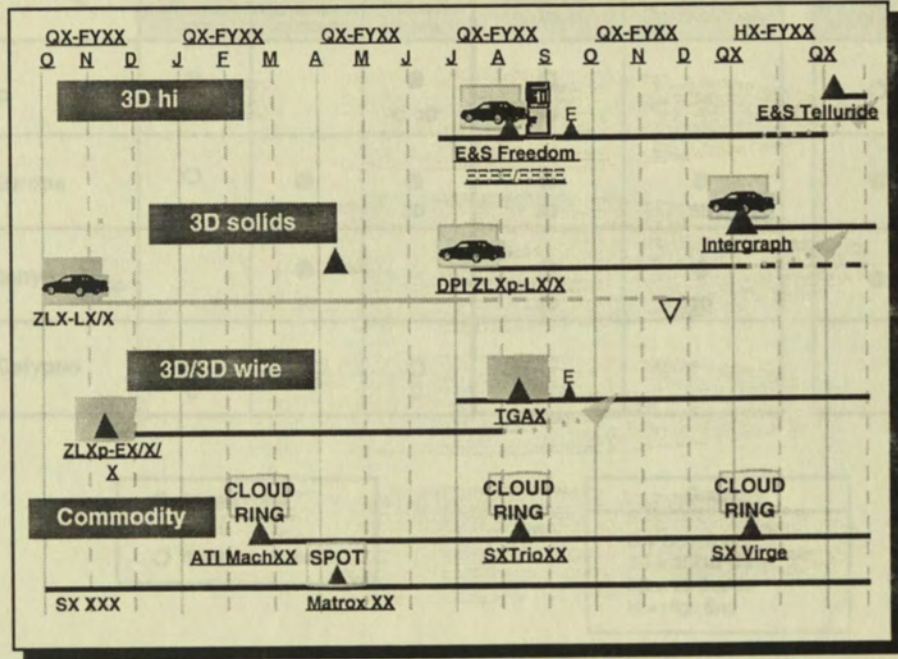 QX-FYXX QX-FYXX QX-FYXX QX-FYXX QX-FYXX HX-FYXX
O N D J F M A M J J A S O N D QX QX
3D hi
E&S Telluride
E
E&S Freedom
3D solids
Intergraph
DPI ZLXp-LX/X
ZLX-LX/X
3D/3D wire
E
TGAX
ZLXp-EX/X/
X
CLOUD CLOUD CLOUD
RING RING RING
Commodity
ATI MachXX SXTrioXX SX Virge
SPOT
SX XXX Matrox XX